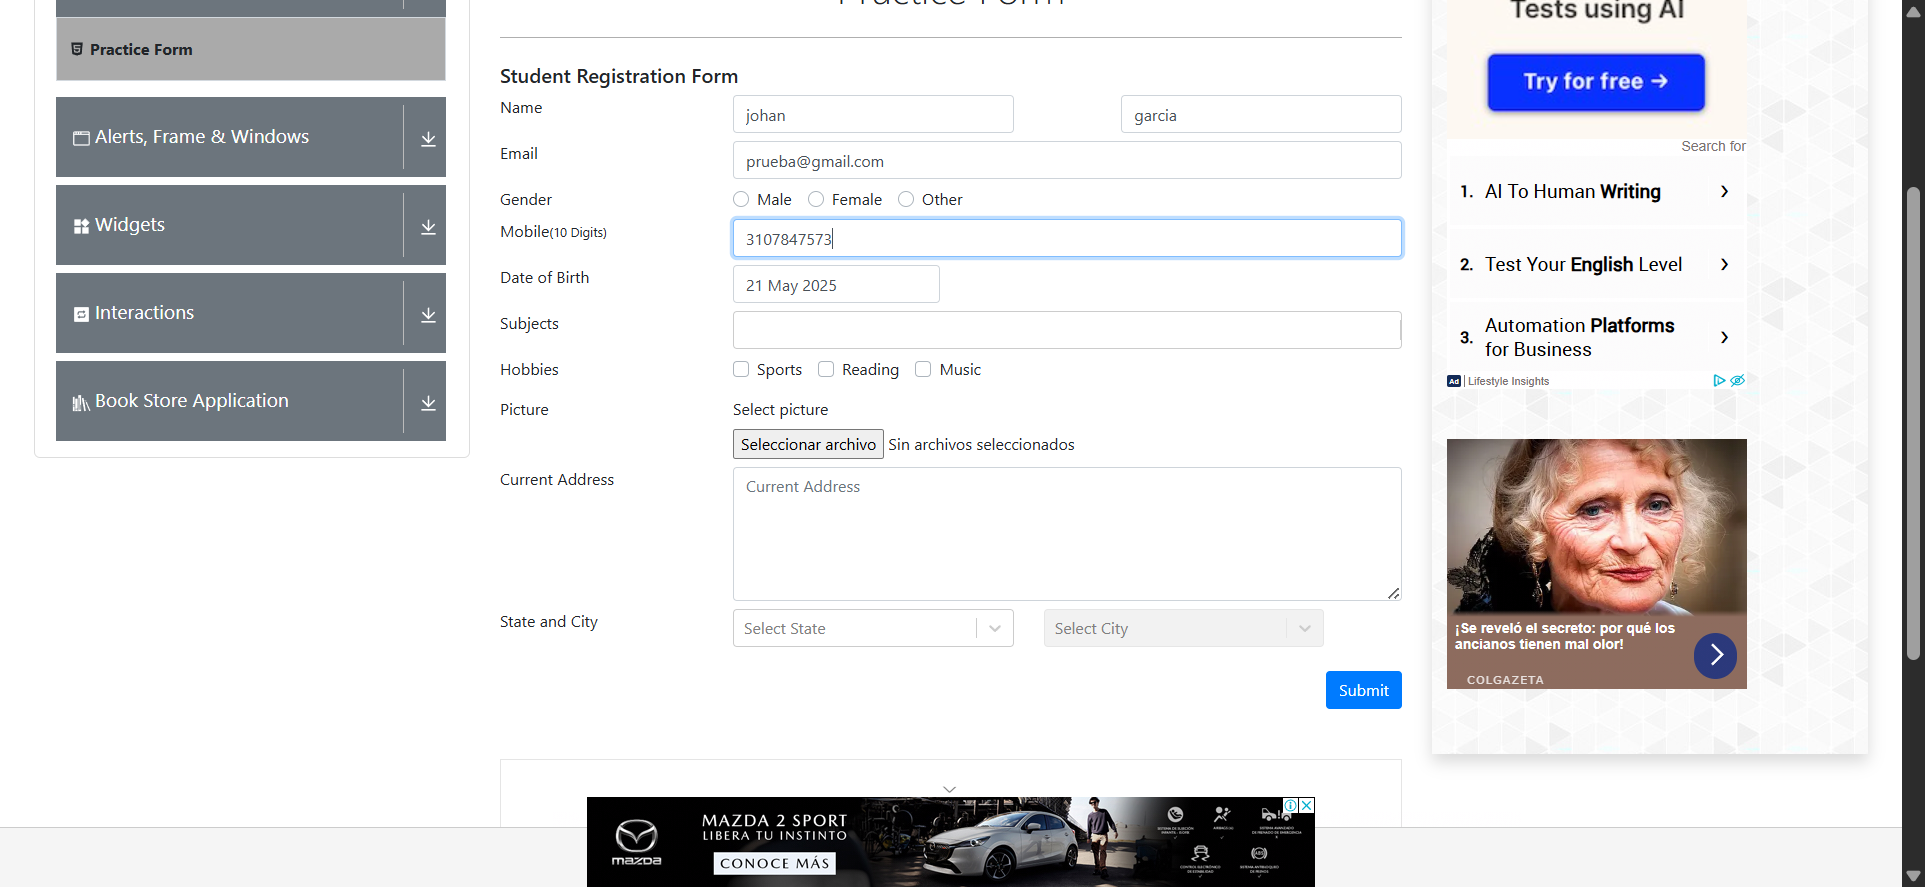 Practice Form
Practice Form
Alerts, Frame & Windows
Widgets
Interactions
Book Store Application
Student Registration Form
Name
johan
garcia
Email
prueba@gmail.com
Gender
Male
Female
Other
Mobile(10 Digits)
3107847573
Date of Birth
21 May 2025
Subjects
Hobbies
Sports
Reading
Music
Picture
Select picture
Seleccionar archivo Sin archivos seleccionados
Current Address
Current Address
State and City
Select State
Select City
Submit
Tests using AI
Try for free →
Search for
1. AI To Human Writing
2. Test Your English Level
3. Automation Platforms
for Business
Ad | Lifestyle Insights
¡Se reveló el secreto: por qué los
ancianos tienen mal olor!
COLGAZETA
mazda
MAZDA 2 SPORT
LIBERA TU INSTINTO
CONOCE MÁS